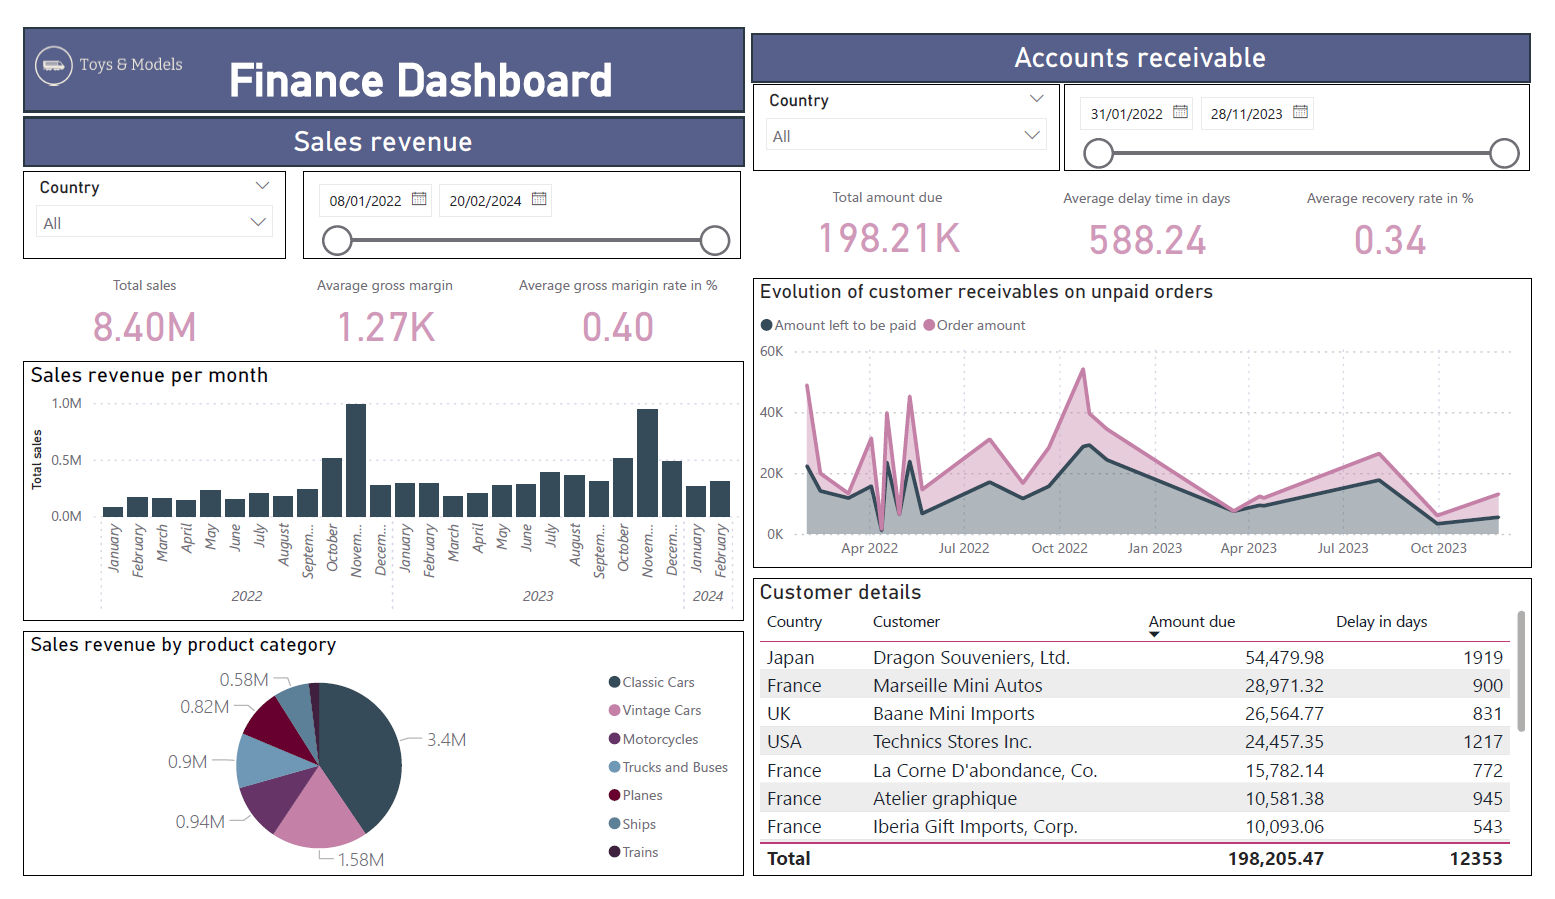 Toys & Models
Finance Dashboard
Sales revenue
Country
All
08/01/2022
20/02/2024
Total sales
Avarage gross margin
Average gross marigin rate in %
8.40M
1.27K
0.40
Sales revenue per month
Total sales
1.0M
0.5M
0.0M
January
February
March
April
May
June
July
August
Septem...
October
Novem...
Decem...
January
February
March
April
May
June
July
August
Septem...
October
Novem...
Decem...
January
February
2022
2023
2024
Sales revenue by product category
0.58M
0.82M
0.9M
0.94M
1.58M
3.4M
Classic Cars
Vintage Cars
Motorcycles
Trucks and Buses
Planes
Ships
Trains
Accounts receivable
Country
All
31/01/2022
28/11/2023
Total amount due
Average delay time in days
Average recovery rate in %
198.21K
588.24
0.34
Evolution of customer receivables on unpaid orders
Amount left to be paid
Order amount
60K
40K
20K
0K
Apr 2022
Jul 2022
Oct 2022
Jan 2023
Apr 2023
Jul 2023
Oct 2023
Customer details
Country Customer Amount due Delay in days
Japan Dragon Souveniers, Ltd. 54,479.98 1919
France Marseille Mini Autos 28,971.32 900
UK Baane Mini Imports 26,564.77 831
USA Technics Stores Inc. 24,457.35 1217
France La Corne D'abondance, Co. 15,782.14 772
France Atelier graphique 10,581.38 945
France Iberia Gift Imports, Corp. 10,093.06 543
Total 198,205.47 12353